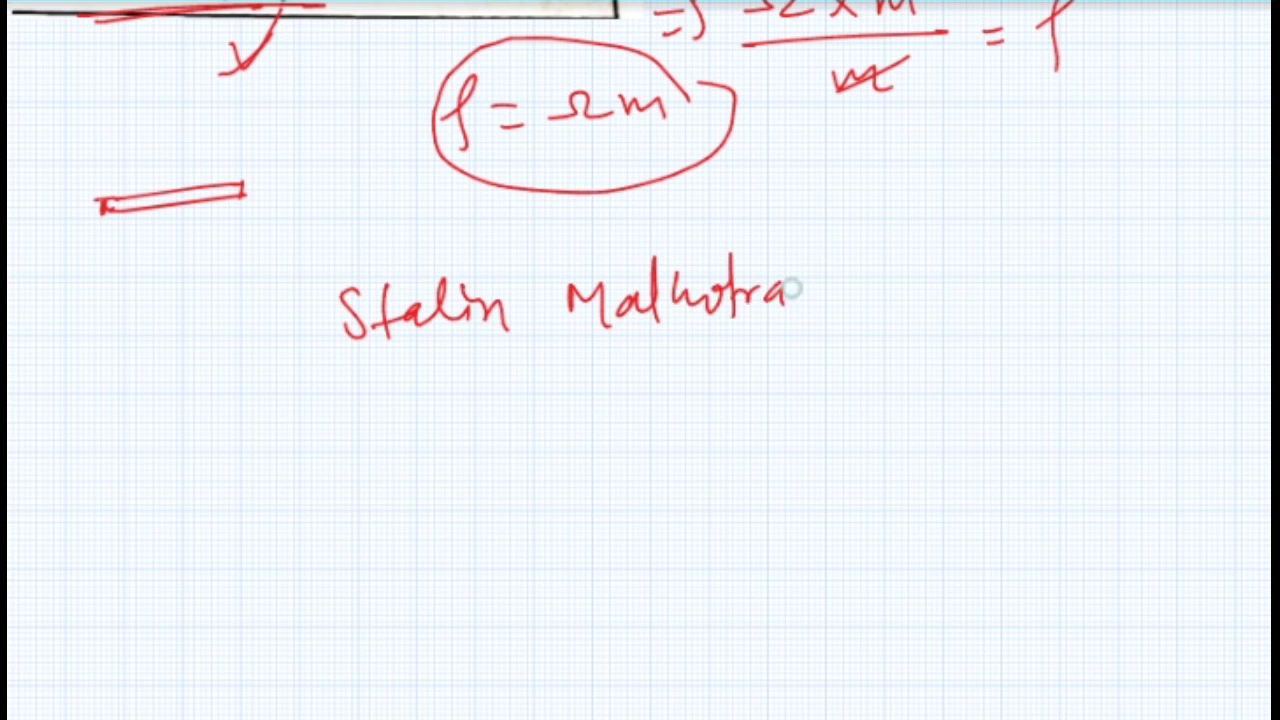 => Ω x m / m = ρ
ρ = Ωm
Stalin Malhotra